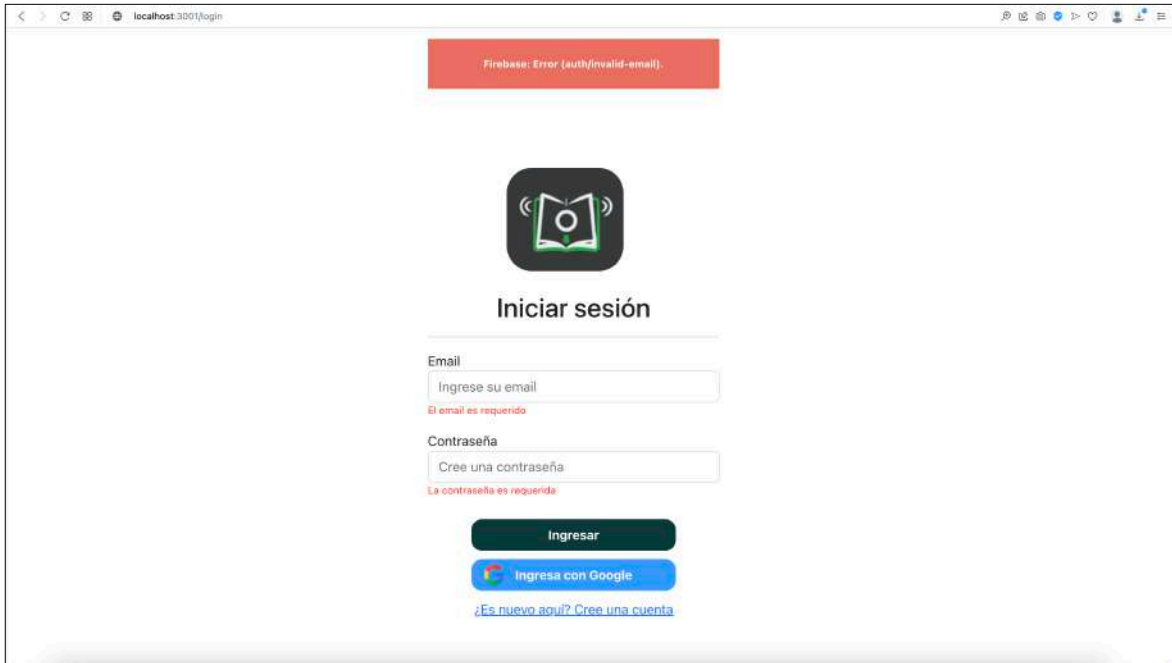 localhost:3001/login
Firebase: Error (auth/invalid-email).
Iniciar sesión
Email
Ingrese su email
El email es requerido
Contraseña
Cree una contraseña
La contraseña es requerida
Ingresar
Ingresa con Google
¿Es nuevo aquí? Cree una cuenta